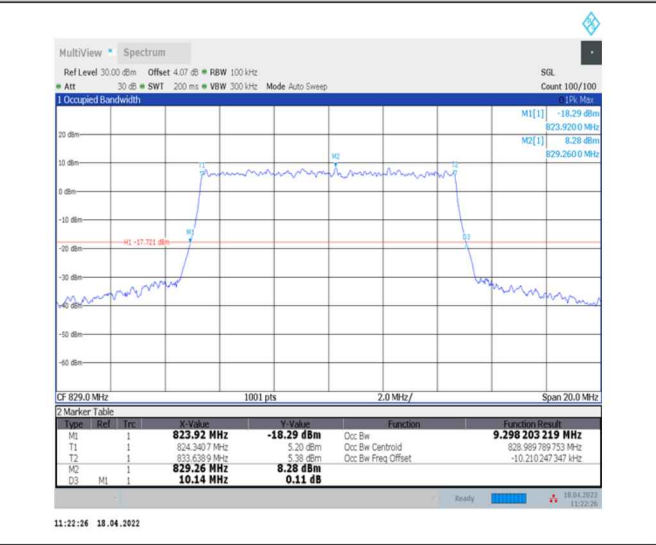 MultiView Spectrum
Ref Level 30.00 dBm Offset 4.07 dB RBW 100 kHz SGL
Att 30 dB SWT 200 ms VBW 300 kHz Mode Auto Sweep Count 100/100
1 Occupied Bandwidth 1Pk Max
M1[1] -18.29 dBm
823.9200 MHz
M2[1] 8.28 dBm
829.2600 MHz
20 dBm
M2
10 dBm
T1 T2
0 dBm
-10 dBm
M1
D3
H1 -17.721 dBm
-20 dBm
-30 dBm
-40 dBm
-50 dBm
-60 dBm
CF 829.0 MHz 1001 pts 2.0 MHz/ Span 20.0 MHz
2 Marker Table
Type Ref Trc X-Value Y-Value Function Function Result
M1 1 823.92 MHz -18.29 dBm Occ Bw 9.298 203 219 MHz
T1 1 824.3407 MHz 5.20 dBm Occ Bw Centroid 828.989 789 753 MHz
T2 1 833.6389 MHz 5.38 dBm Occ Bw Freq Offset -10.210 247 347 kHz
M2 1 829.26 MHz 8.28 dBm
D3 M1 1 10.14 MHz 0.11 dB
Ready 18.04.2022
11:22:26
11:22:26 18.04.2022